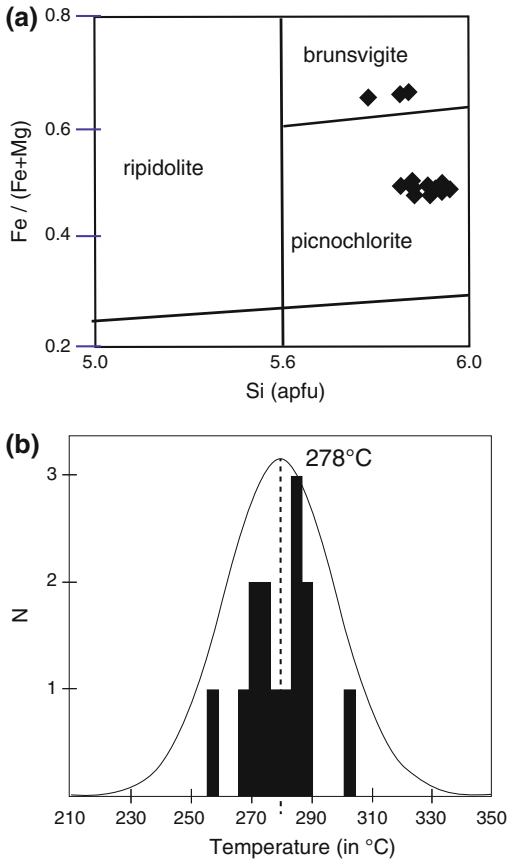 (a)
0.8
0.6
0.4
0.2
Fe / (Fe+Mg)
brunsvigite
ripidolite
picnochlorite
5.0 5.6 6.0
Si (apfu)
(b)
278°C
3
2
1
N
210 230 250 270 290 310 330 350
Temperature (in °C)